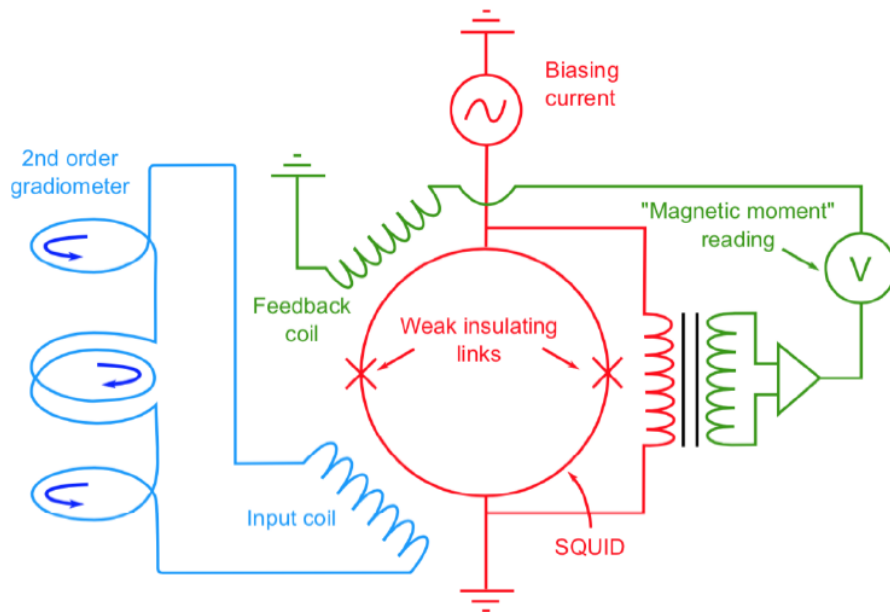 Biasing
current
2nd order
gradiometer
"Magnetic moment"
reading
V
Feedback
coil
Weak insulating
links
Input coil
SQUID